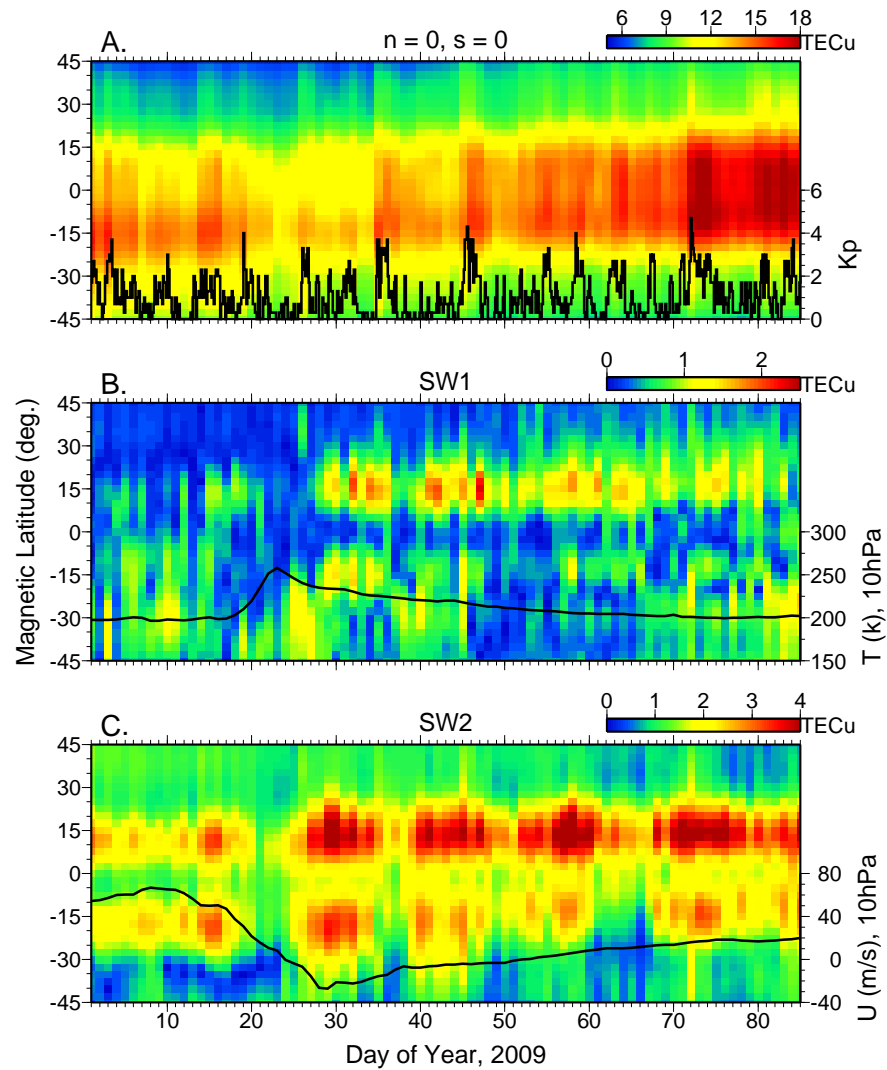 6 9 12 15 18
A. n = 0, s = 0 TECu
45
30
15
0 6
-15 4
-30 2
-45 0
Kp
0 1 2
B. SW1 TECu
45
30
15
0 300
-15 250
-30 200
-45 150
Magnetic Latitude (deg.)
T (k), 10hPa
0 1 2 3 4
C. SW2 TECu
45
30
15
0 80
-15 40
-30 0
-45 -40
U (m/s), 10hPa
10 20 30 40 50 60 70 80
Day of Year, 2009